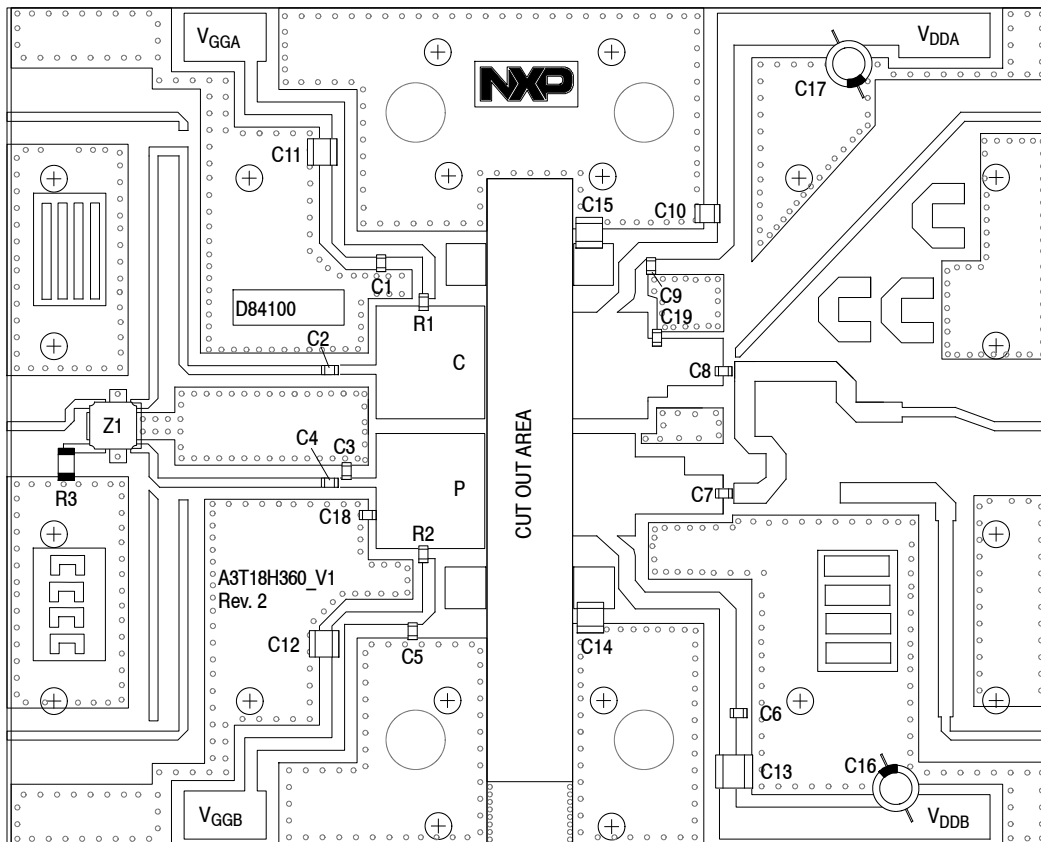 VGGA
VDDA
NXP
C17
C11
C15
C10
C1
C9
D84100
R1
C19
C2
C
C8
Z1
C4
C3
P
CUT OUT AREA
C7
R3
C18
R2
A3T18H360_V1
Rev. 2
C12
C5
C14
C6
C13
C16
VGGB
VDDB